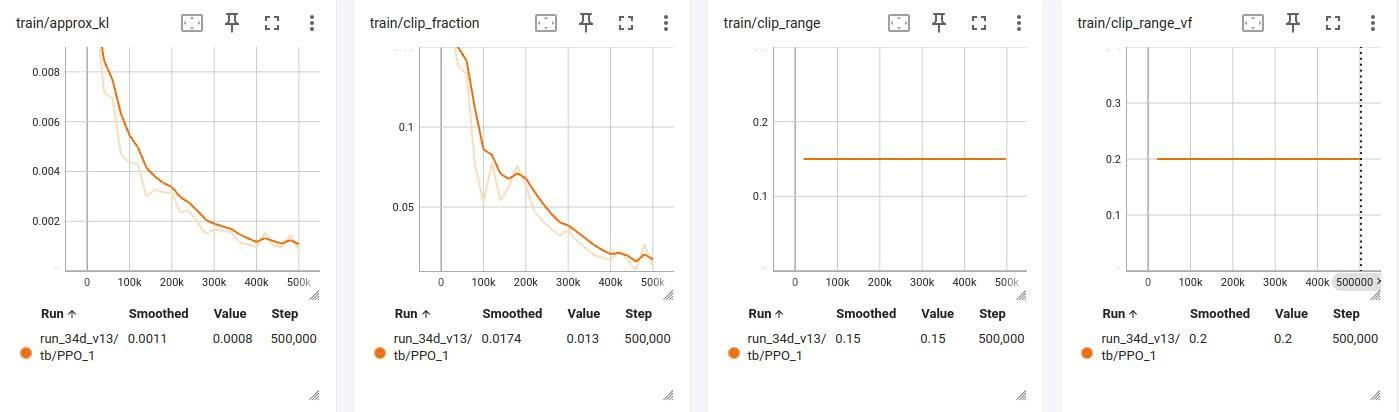 train/approx_kl
0.008
0.006
0.004
0.002
0 100k 200k 300k 400k 500k
Run ↑ Smoothed Value Step
run_34d_v13/ 0.0011 0.0008 500,000
tb/PPO_1
train/clip_fraction
0.1
0.05
0 100k 200k 300k 400k 500k
Run ↑ Smoothed Value Step
run_34d_v13/ 0.0174 0.013 500,000
tb/PPO_1
train/clip_range
0.2
0.1
0 100k 200k 300k 400k 500k
Run ↑ Smoothed Value Step
run_34d_v13/ 0.15 0.15 500,000
tb/PPO_1
train/clip_range_vf
0.3
0.2
0.1
0 100k 200k 300k 400k 500000
Run ↑ Smoothed Value Step
run_34d_v13/ 0.2 0.2 500,000
tb/PPO_1